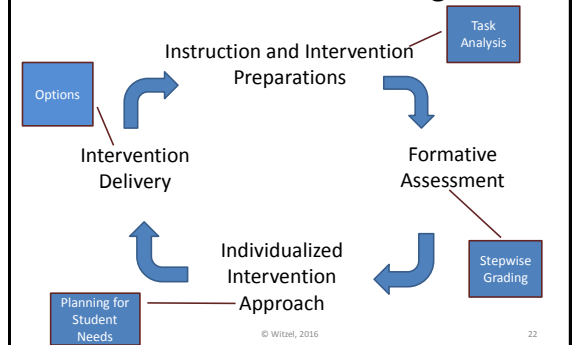 Task
Analysis
Instruction and Intervention
Preparations
Options
Intervention
Delivery
Formative
Assessment
Individualized
Intervention
Approach
Stepwise
Grading
Planning for
Student
Needs
© Witzel, 2016
22